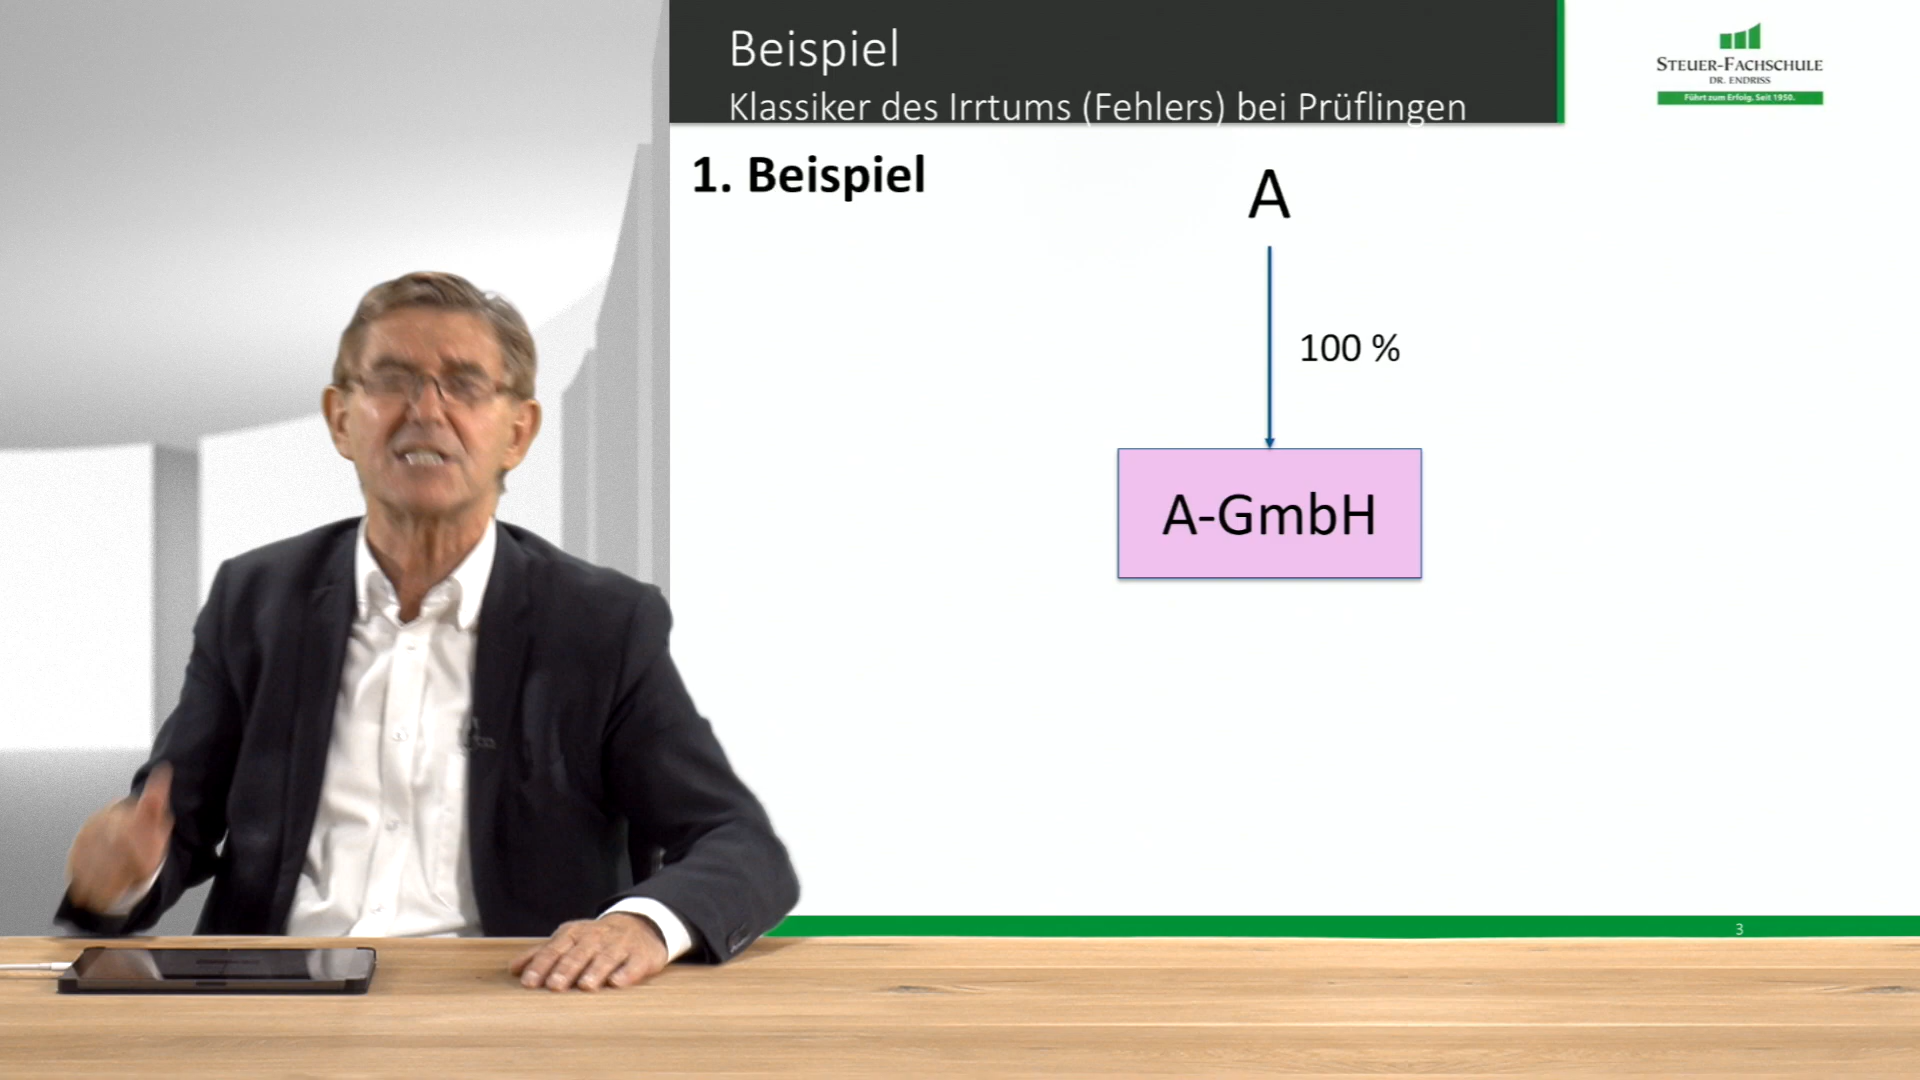 Beispiel
Klassiker des Irrtums (Fehlers) bei Prüflingen
STEUER-FACHSCHULE
DR. ENDRISS
Führt zum Erfolg. Seit 1950.
1. Beispiel
A
100 %
A-GmbH
3